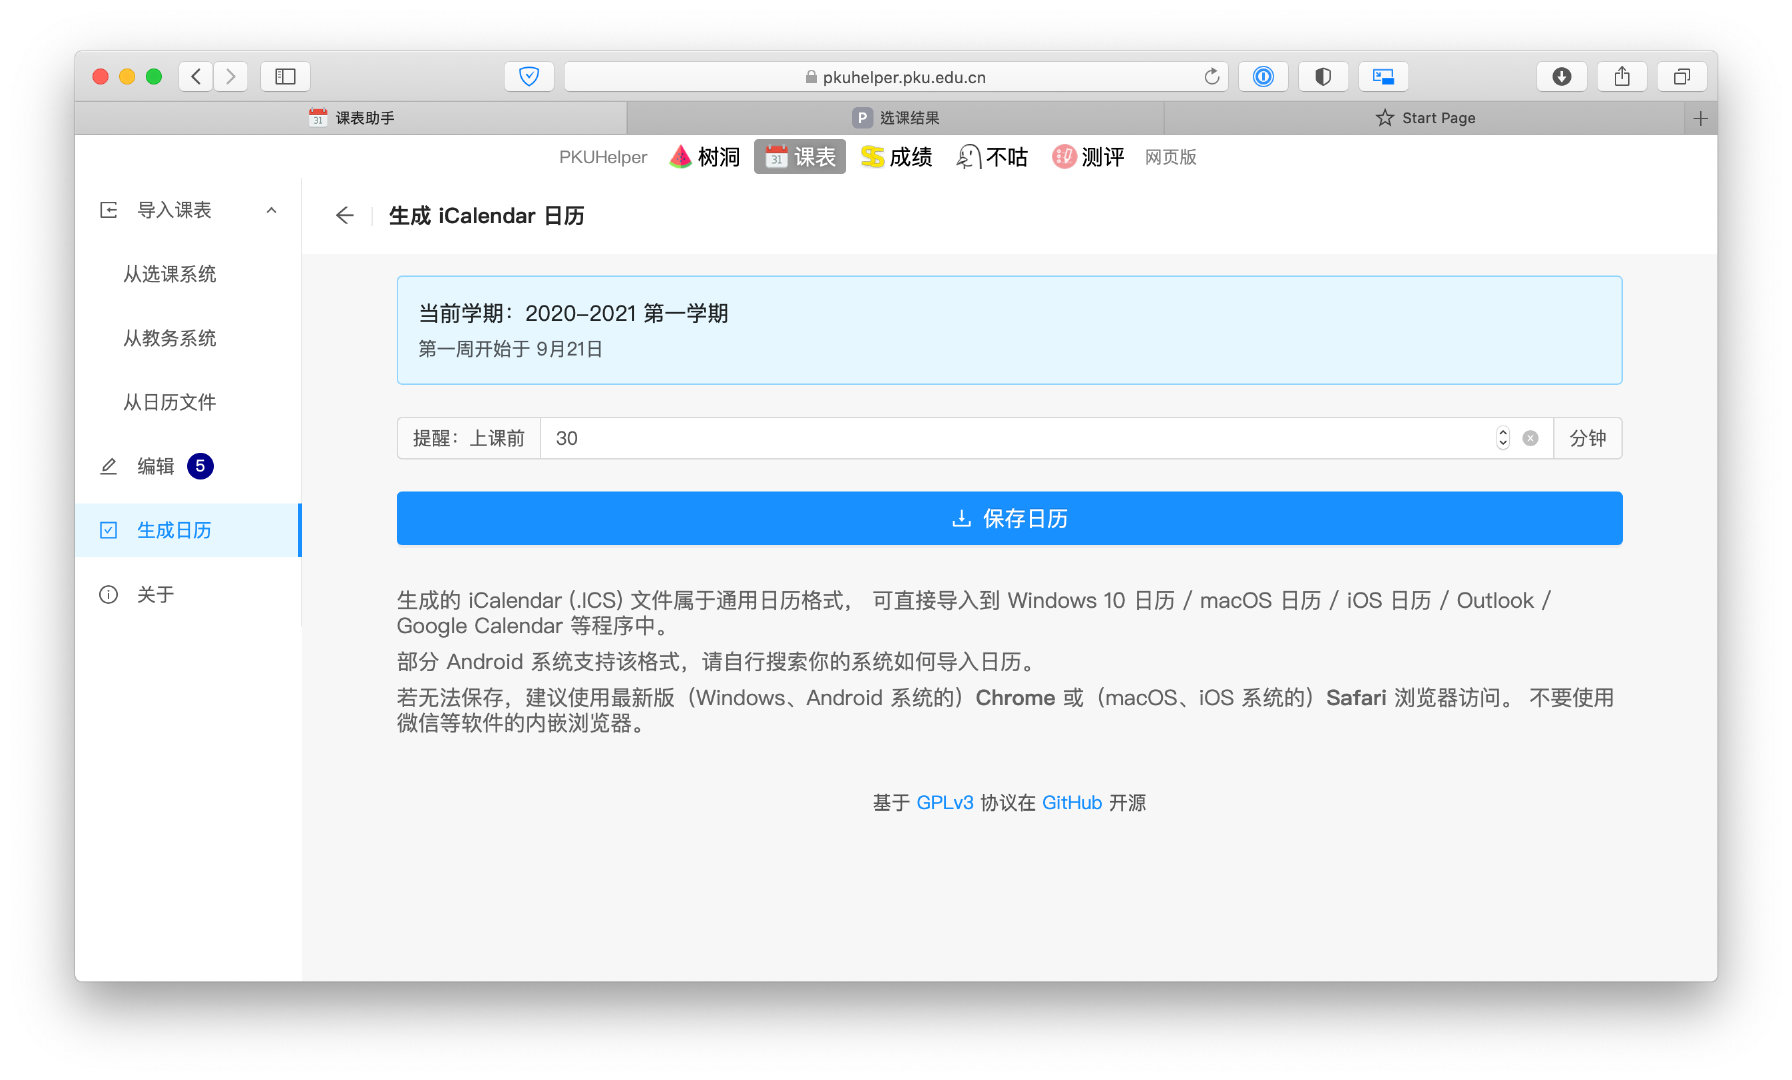 pkuhelper.pku.edu.cn
31 课表助手
P 选课结果
Start Page
PKUHelper 树洞 31 课表 成绩 不咕 测评 网页版
导入课表
从选课系统
从教务系统
从日历文件
编辑 5
生成日历
关于
生成 iCalendar 日历
当前学期：2020-2021 第一学期
第一周开始于 9月21日
提醒：上课前 30 分钟
保存日历
生成的 iCalendar (.ICS) 文件属于通用日历格式， 可直接导入到 Windows 10 日历 / macOS 日历 / iOS 日历 / Outlook /
Google Calendar 等程序中。
部分 Android 系统支持该格式，请自行搜索你的系统如何导入日历。
若无法保存，建议使用最新版（Windows、Android 系统的）Chrome 或（macOS、iOS 系统的）Safari 浏览器访问。 不要使用
微信等软件的内嵌浏览器。
基于 GPLv3 协议在 GitHub 开源